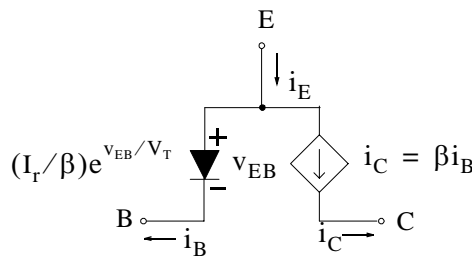 E
i_E
(I_r/β)e^{v_EB/V_T}
+
v_EB
−
i_C = βi_B
B
i_B
i_C
C